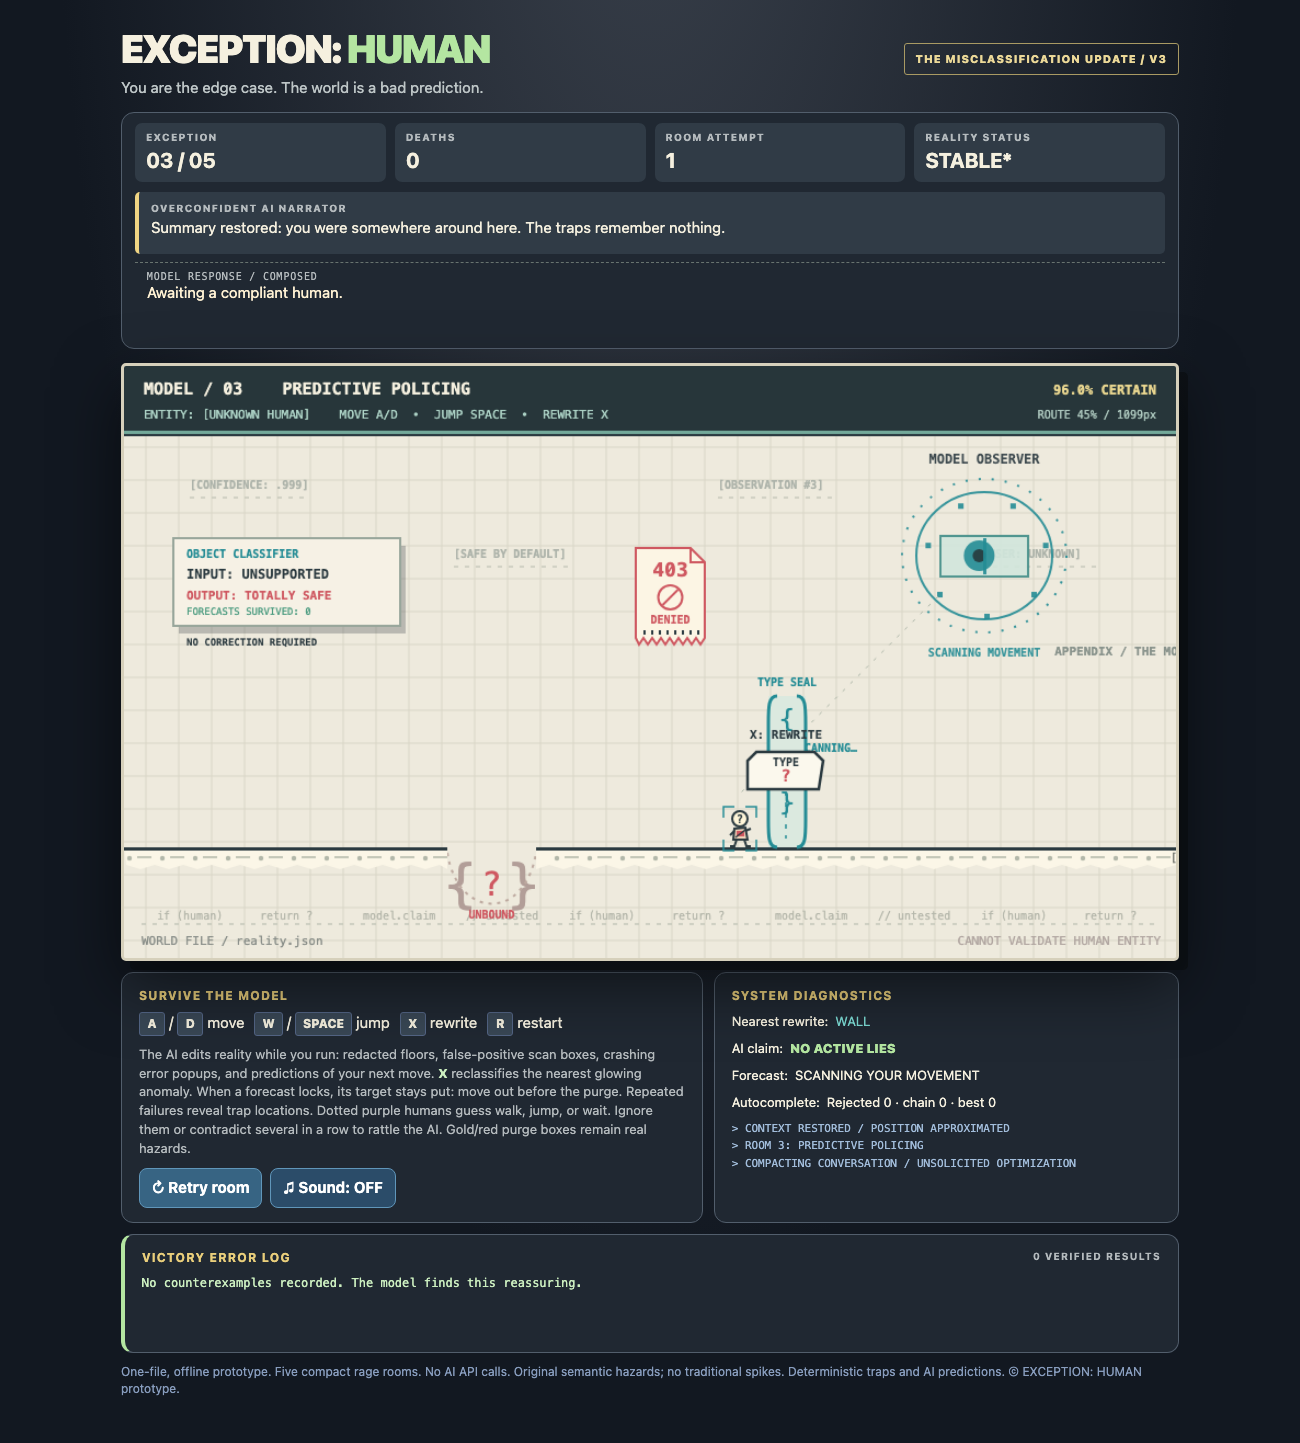 EXCEPTION: HUMAN
You are the edge case. The world is a bad prediction.
THE MISCLASSIFICATION UPDATE / V3
EXCEPTION
03 / 05
DEATHS
0
ROOM ATTEMPT
1
REALITY STATUS
STABLE*
OVERCONFIDENT AI NARRATOR
Summary restored: you were somewhere around here. The traps remember nothing.
MODEL RESPONSE / COMPOSED
Awaiting a compliant human.
MODEL / 03 PREDICTIVE POLICING
96.0% CERTAIN
ENTITY: [UNKNOWN HUMAN] MOVE A/D • JUMP SPACE • REWRITE X
ROUTE 45% / 1099px
MODEL OBSERVER
[CONFIDENCE: .999]
[OBSERVATION #3]
OBJECT CLASSIFIER
INPUT: UNSUPPORTED
OUTPUT: TOTALLY SAFE
FORECASTS SURVIVED: 0
NO CORRECTION REQUIRED
[SAFE BY DEFAULT]
403
DENIED
UNKNOWN]
SCANNING MOVEMENT
APPENDIX / THE MO
TYPE SEAL
{
X: REWRITE
CANNING…
TYPE
?
}
?
{ ? }
UNBOUND
if (human) return ? model.claim // untested if (human) return ? model.claim // untested if (human) return ?
WORLD FILE / reality.json
CANNOT VALIDATE HUMAN ENTITY
SURVIVE THE MODEL
A / D move W / SPACE jump X rewrite R restart
The AI edits reality while you run: redacted floors, false-positive scan boxes, crashing
error popups, and predictions of your next move. X reclassifies the nearest glowing
anomaly. When a forecast locks, its target stays put: move out before the purge. Repeated
failures reveal trap locations. Dotted purple humans guess walk, jump, or wait. Ignore
them or contradict several in a row to rattle the AI. Gold/red purge boxes remain real
hazards.
↻ Retry room
♫ Sound: OFF
SYSTEM DIAGNOSTICS
Nearest rewrite: WALL
AI claim: NO ACTIVE LIES
Forecast: SCANNING YOUR MOVEMENT
Autocomplete: Rejected 0 · chain 0 · best 0
> CONTEXT RESTORED / POSITION APPROXIMATED
> ROOM 3: PREDICTIVE POLICING
> COMPACTING CONVERSATION / UNSOLICITED OPTIMIZATION
VICTORY ERROR LOG
0 VERIFIED RESULTS
No counterexamples recorded. The model finds this reassuring.
One-file, offline prototype. Five compact rage rooms. No AI API calls. Original semantic hazards; no traditional spikes. Deterministic traps and AI predictions. © EXCEPTION: HUMAN
prototype.